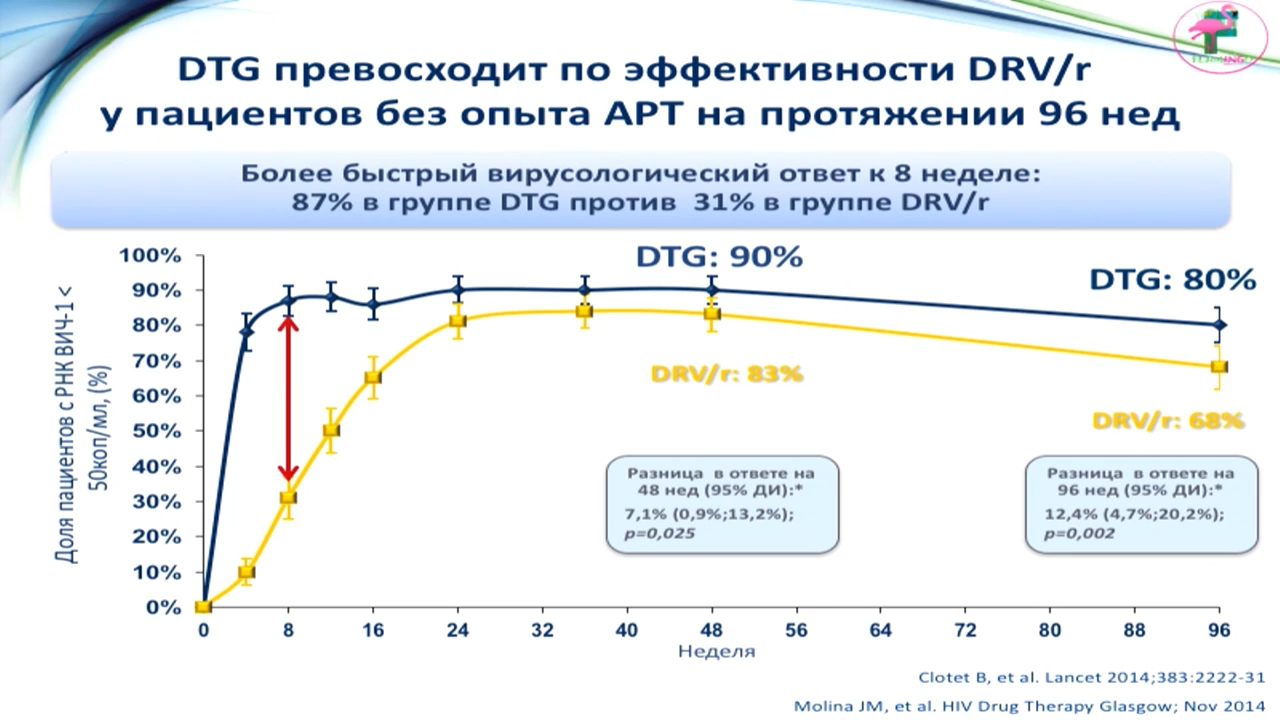 DTG превосходит по эффективности DRV/r
у пациентов без опыта АРТ на протяжении 96 нед
Более быстрый вирусологический ответ к 8 неделе:
87% в группе DTG против 31% в группе DRV/r
Доля пациентов с РНК ВИЧ-1 <
50коп/мл, (%)
100%
90%
80%
70%
60%
50%
40%
30%
20%
10%
0%
DTG: 90%
DTG: 80%
DRV/r: 83%
DRV/r: 68%
Разница в ответе на
48 нед (95% ДИ):*
7,1% (0,9%;13,2%);
p=0,025
Разница в ответе на
96 нед (95% ДИ):*
12,4% (4,7%;20,2%);
p=0,002
0 8 16 24 32 40 48 56 64 72 80 88 96
Неделя
Clotet B, et al. Lancet 2014;383:2222-31
Molina JM, et al. HIV Drug Therapy Glasgow; Nov 2014